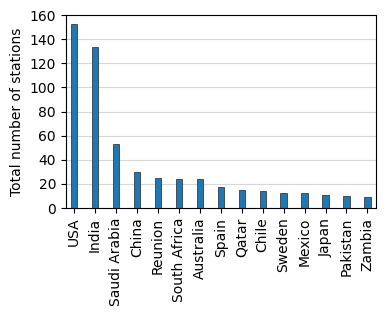 160
140
120
100
80
60
40
20
0
Total number of stations
USA
India
Saudi Arabia
China
Reunion
South Africa
Australia
Spain
Qatar
Chile
Sweden
Mexico
Japan
Pakistan
Zambia